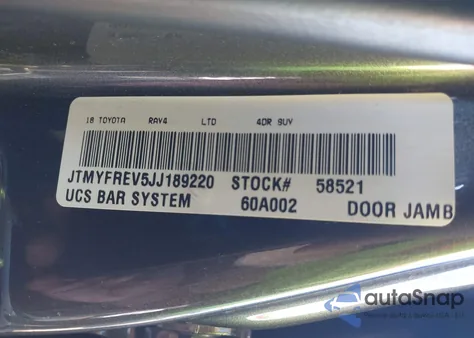 18 TOYOTA RAV4 LTD 4DR SUV
JTMYFREV5JJ189220 STOCK# 58521
UCS BAR SYSTEM 60A002 DOOR JAMB
autoSnap